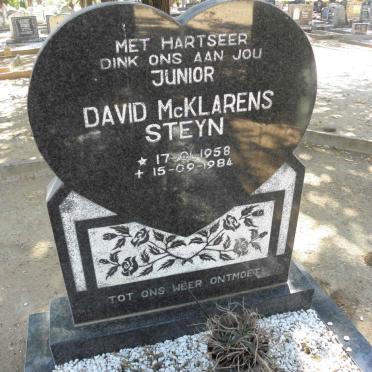 MET HARTSEER
DINK ONS AAN JOU
JUNIOR
DAVID McKLARENS
STEYN
* 17-01-1958
+ 15-09-1984
TOT ONS WEER ONTMOET